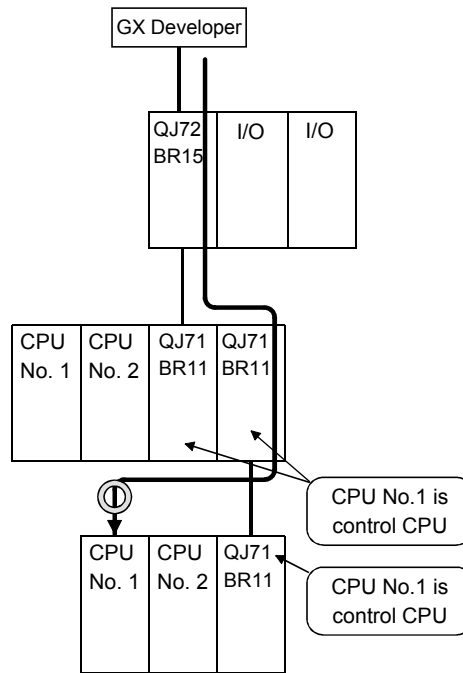 GX Developer
QJ72
BR15
I/O
I/O
CPU
No. 1
CPU
No. 2
QJ71
BR11
QJ71
BR11
CPU No.1 is
control CPU
CPU
No. 1
CPU
No. 2
QJ71
BR11
CPU No.1 is
control CPU